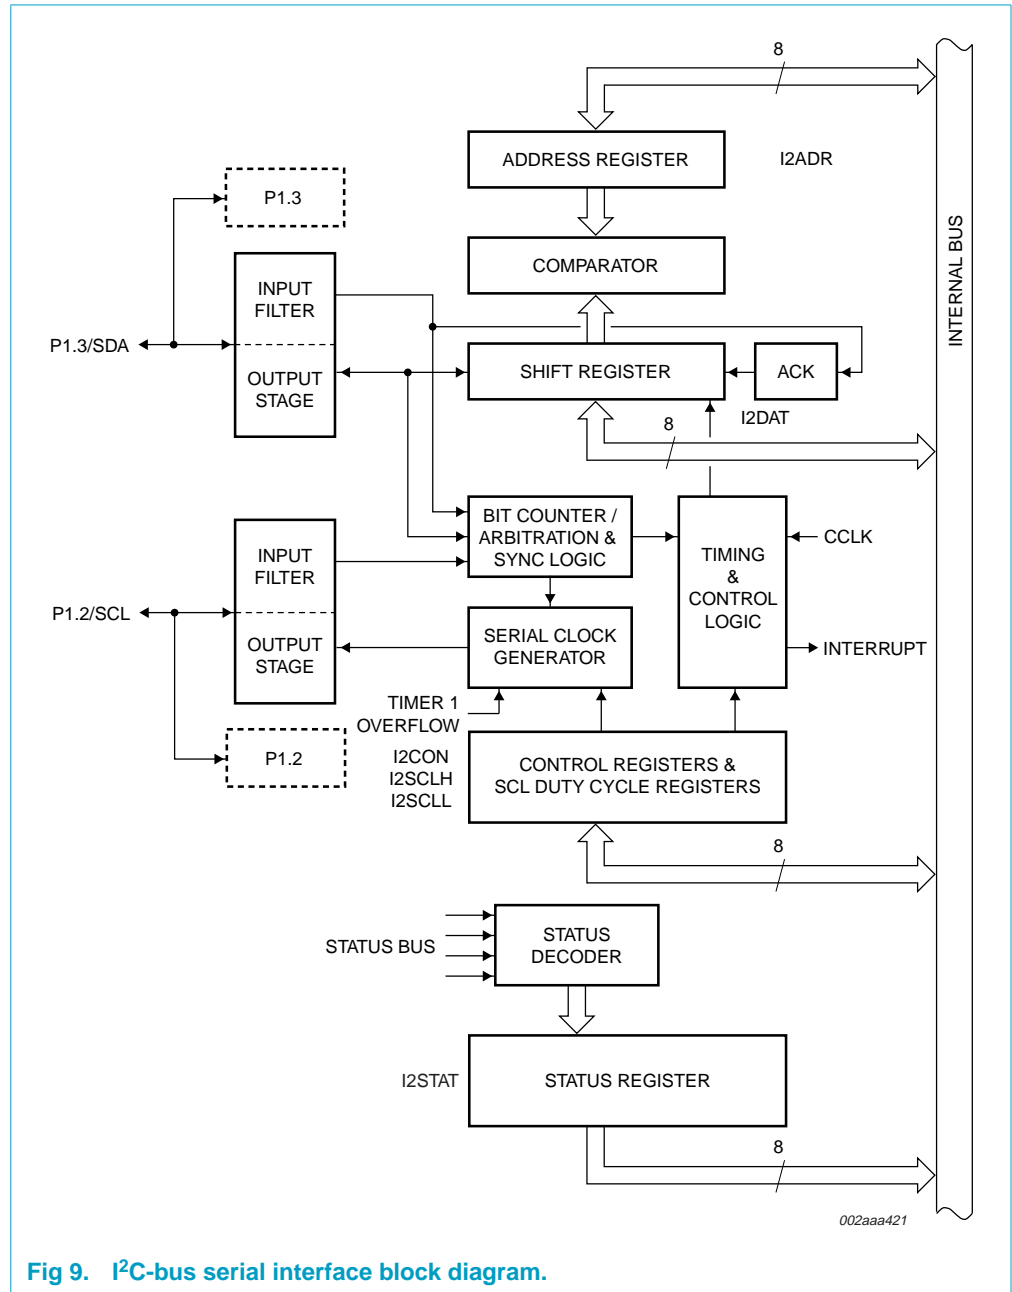 8
ADDRESS REGISTER
I2ADR
P1.3
INTERNAL BUS
COMPARATOR
INPUT
FILTER
P1.3/SDA
OUTPUT
STAGE
SHIFT REGISTER
ACK
I2DAT
8
BIT COUNTER /
ARBITRATION &
SYNC LOGIC
TIMING
&
CONTROL
LOGIC
CCLK
INPUT
FILTER
P1.2/SCL
OUTPUT
STAGE
SERIAL CLOCK
GENERATOR
INTERRUPT
TIMER 1
OVERFLOW
P1.2
I2CON
I2SCLH
I2SCLL
CONTROL REGISTERS &
SCL DUTY CYCLE REGISTERS
8
STATUS BUS
STATUS
DECODER
I2STAT
STATUS REGISTER
8
002aaa421
Fig 9. I²C-bus serial interface block diagram.